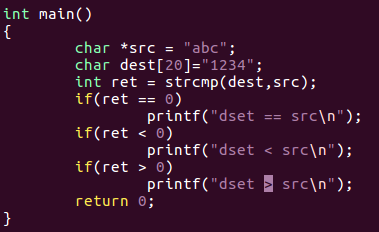 int main()
{
        char *src = "abc";
        char dest[20]="1234";
        int ret = strcmp(dest,src);
        if(ret == 0)
                printf("dset == src\n");
        if(ret < 0)
                printf("dset < src\n");
        if(ret > 0)
                printf("dset > src\n");
        return 0;
}